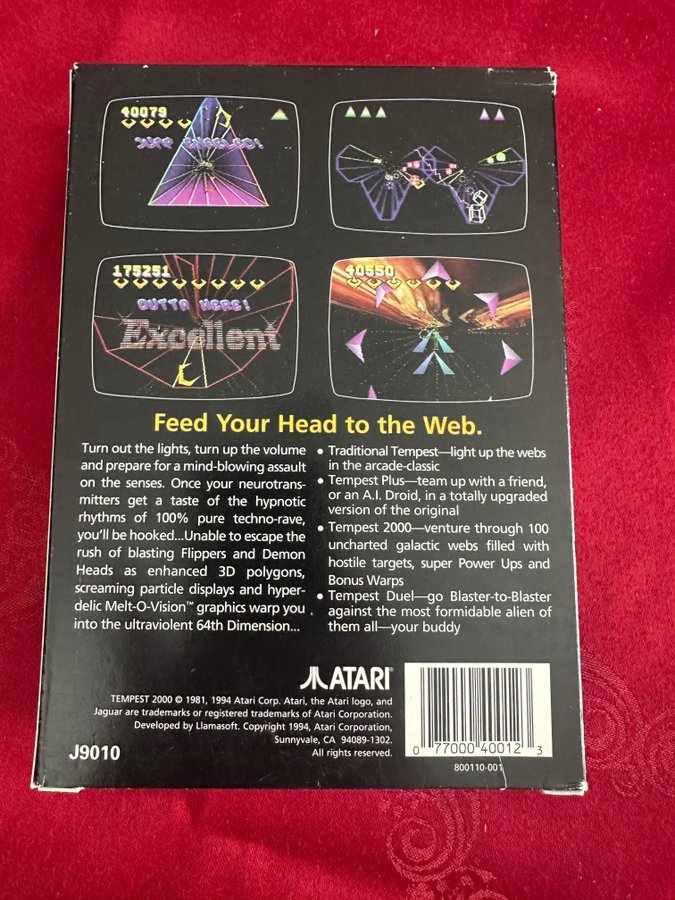 40079
JUMP ENABLED!
175251
OUTTA HERE!
Excellent
40550
Feed Your Head to the Web.
Turn out the lights, turn up the volume
and prepare for a mind-blowing assault
on the senses. Once your neurotrans-
mitters get a taste of the hypnotic
rhythms of 100% pure techno-rave,
you'll be hooked...Unable to escape the
rush of blasting Flippers and Demon
Heads as enhanced 3D polygons,
screaming particle displays and hyper-
delic Melt-O-Vision™ graphics warp you
into the ultraviolent 64th Dimension...
• Traditional Tempest—light up the webs
in the arcade-classic
• Tempest Plus—team up with a friend,
or an A.I. Droid, in a totally upgraded
version of the original
• Tempest 2000—venture through 100
uncharted galactic webs filled with
hostile targets, super Power Ups and
Bonus Warps
• Tempest Duel—go Blaster-to-Blaster
against the most formidable alien of
them all—your buddy
ATARI
TEMPEST 2000 © 1981, 1994 Atari Corp. Atari, the Atari logo, and
Jaguar are trademarks or registered trademarks of Atari Corporation.
Developed by Llamasoft. Copyright 1994, Atari Corporation,
Sunnyvale, CA 94089-1302.
All rights reserved.
J9010
0 77000 40012 3
800110-001